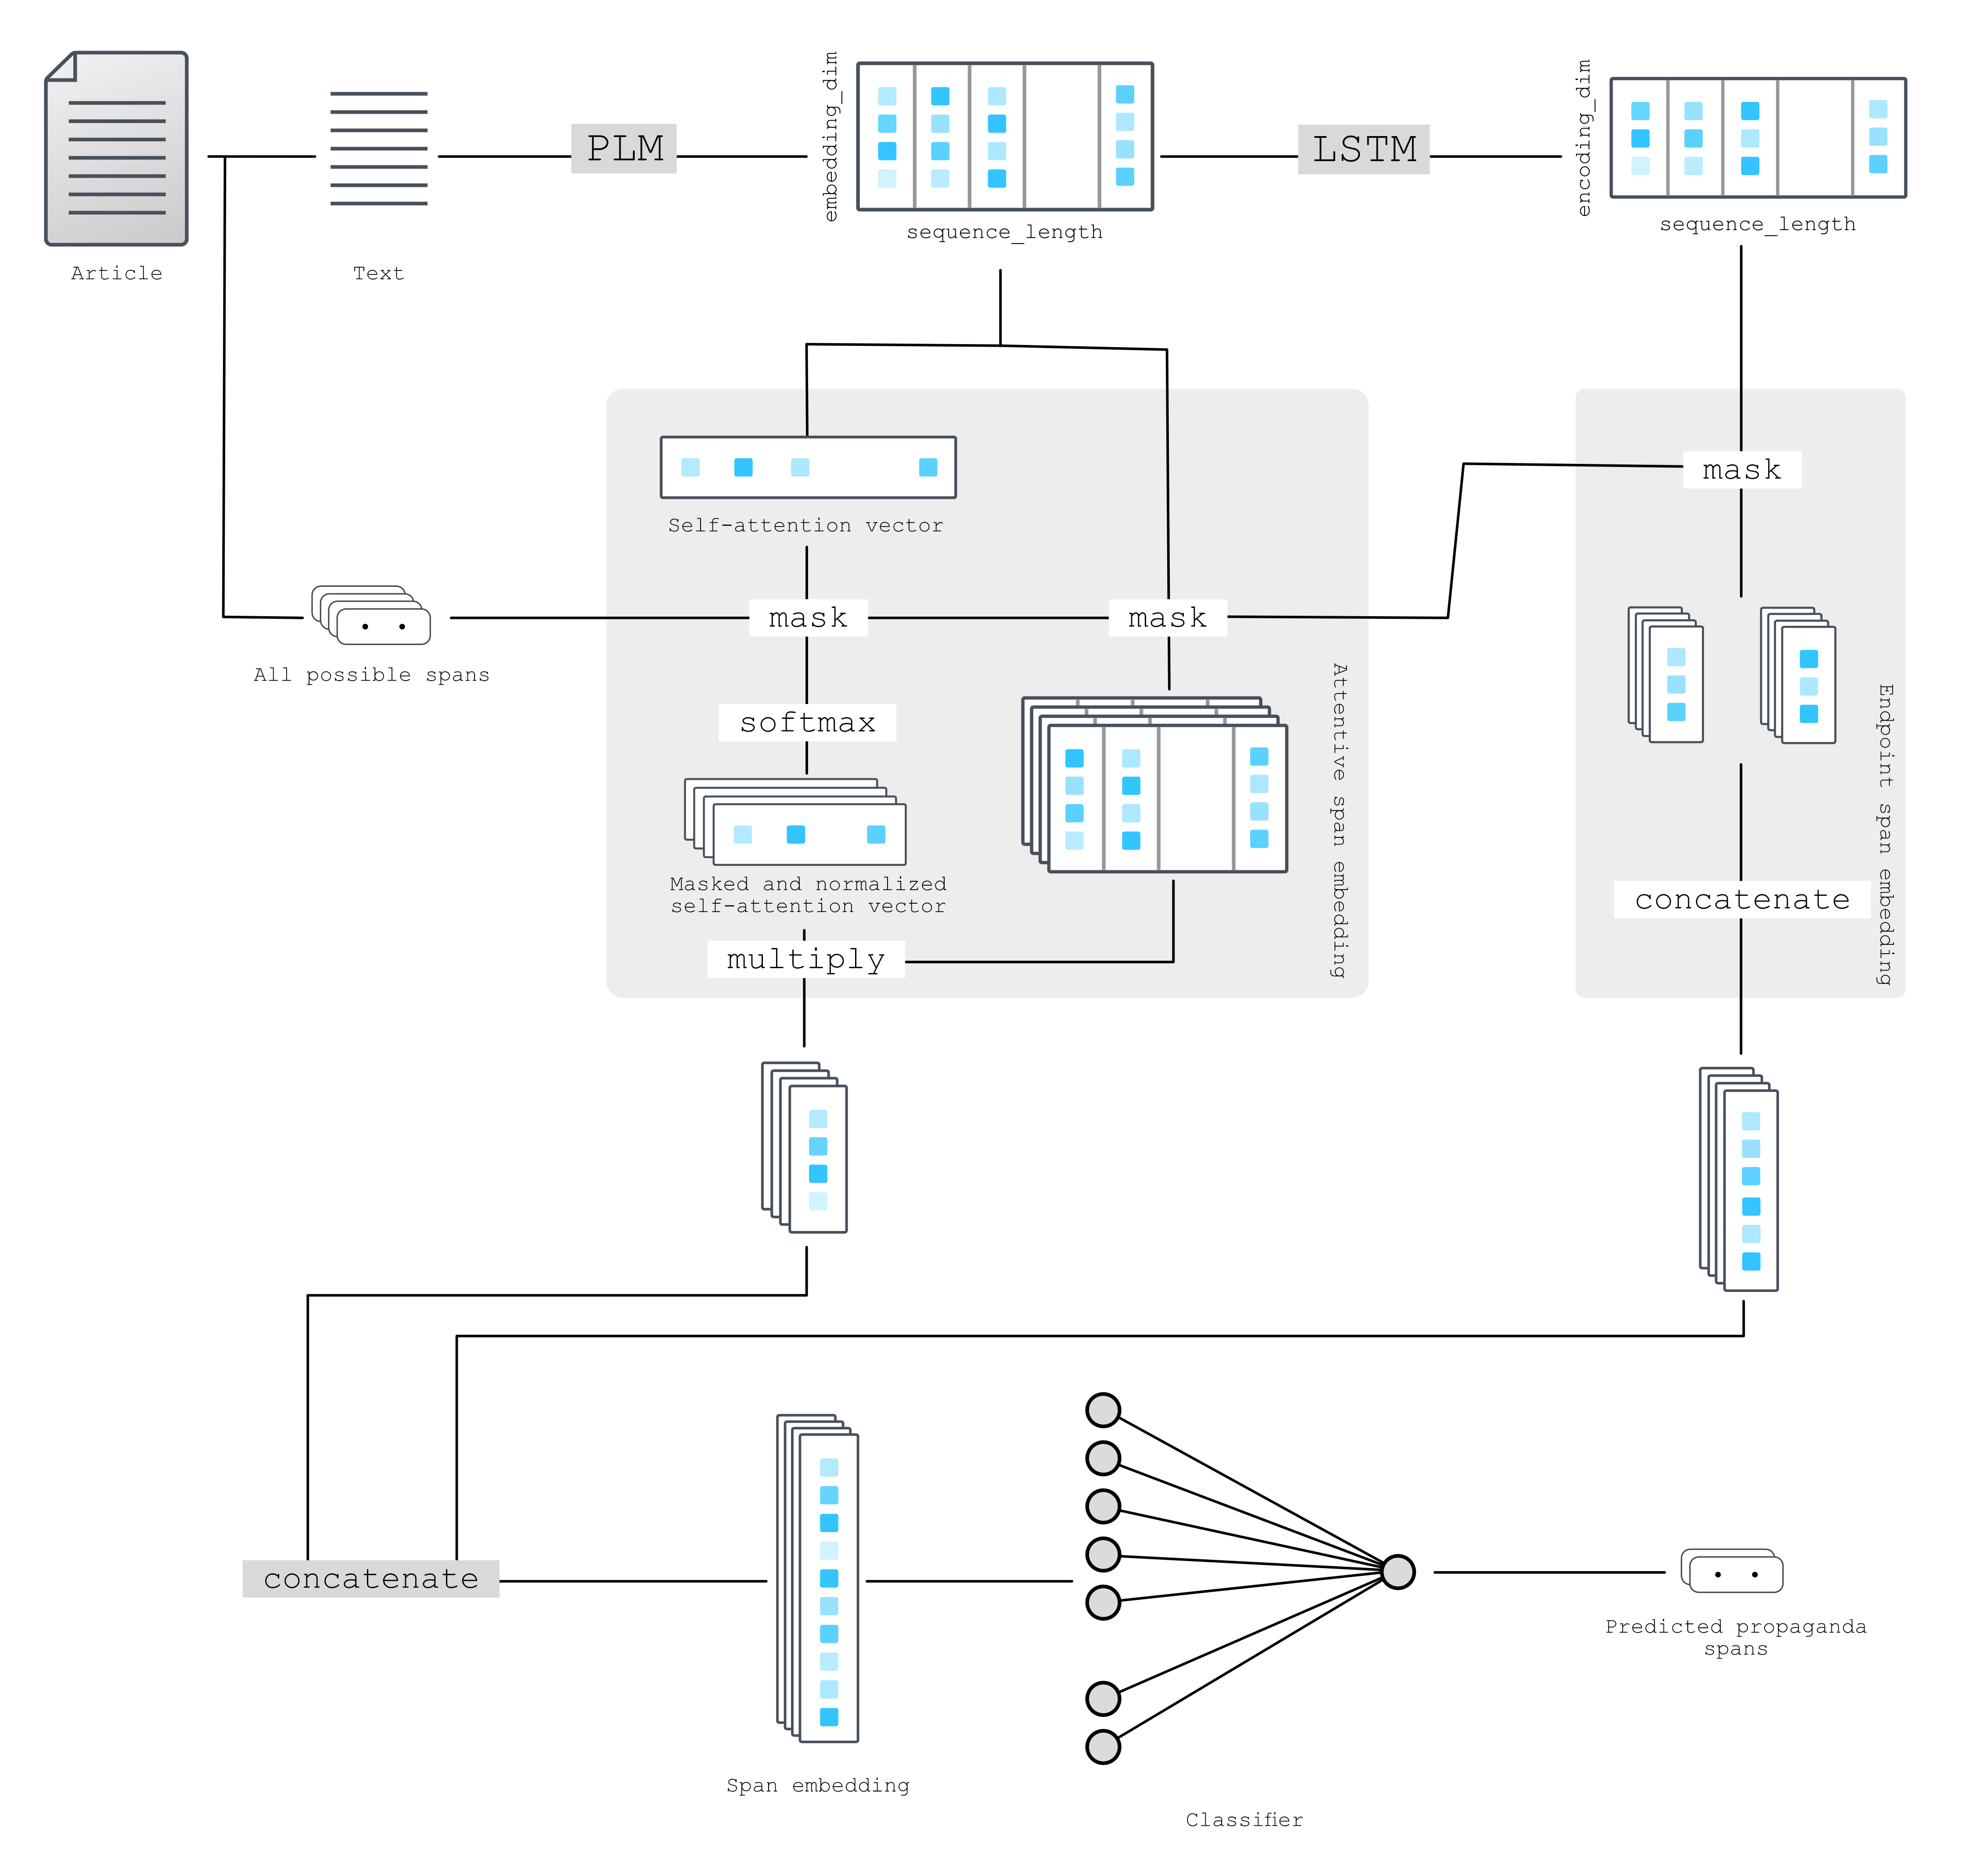 embedding_dim
encoding_dim
PLM
LSTM
sequence_length
sequence_length
Article
Text
mask
Self-attention vector
mask
mask
All possible spans
softmax
Attentive span embedding
Endpoint span embedding
Masked and normalized
self-attention vector
concatenate
multiply
concatenate
Predicted propaganda
spans
Span embedding
Classifier